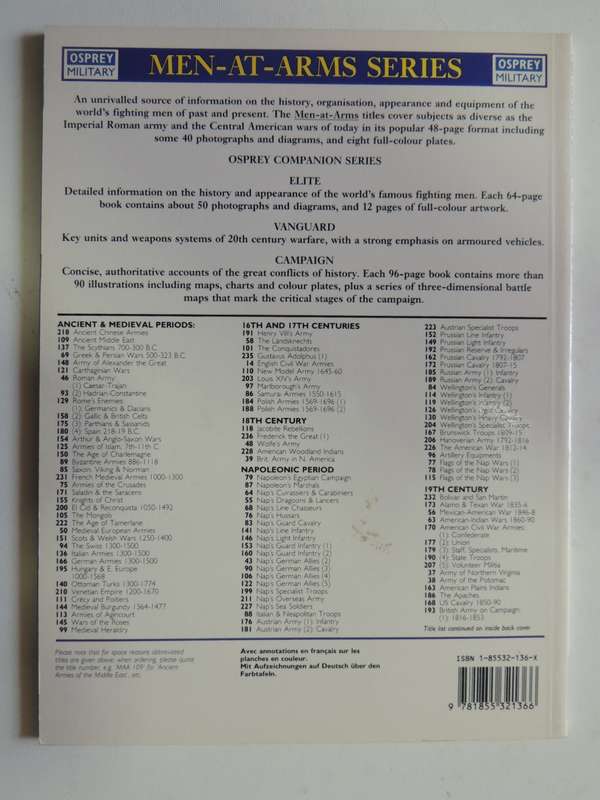 OSPREY
MILITARY
MEN-AT-ARMS SERIES
OSPREY
MILITARY
An unrivalled source of information on the history, organisation, appearance and equipment of the
world's fighting men of past and present. The Men-at-Arms titles cover subjects as diverse as the
Imperial Roman army and the Central American wars of today in its popular 48-page format including
some 40 photographs and diagrams, and eight full-colour plates.
OSPREY COMPANION SERIES
ELITE
Detailed information on the history and appearance of the world's famous fighting men. Each 64-page
book contains about 50 photographs and diagrams, and 12 pages of full-colour artwork.
VANGUARD
Key units and weapons systems of 20th century warfare, with a strong emphasis on armoured vehicles.
CAMPAIGN
Concise, authoritative accounts of the great conflicts of history. Each 96-page book contains more than
90 illustrations including maps, charts and colour plates, plus a series of three-dimensional battle
maps that mark the critical stages of the campaign.
ANCIENT & MEDIEVAL PERIODS:
218 Ancient Chinese Armies
109 Ancient Middle East
137 The Scythians 700-300 B.C.
69 Greek & Persian Wars 500-323 B.C.
148 Army of Alexander the Great
121 Carthaginian Wars
46 Roman Army
(1) Caesar-Trajan
93 (2) Hadrian-Constantine
129 Rome's Enemies
(1): Germanics & Dacians
158 (2): Gallic & British Celts
175 (3): Parthians & Sassanids
180 (4): Spain 218-19 B.C.
154 Arthur & Anglo-Saxon Wars
125 Armies of Islam, 7th-11th C
150 The Age of Charlemagne
89 Byzantine Armies 886-1118
85 Saxon, Viking & Norman
231 French Medieval Armies 1000-1300
75 Armies of the Crusades
171 Saladin & the Saracens
155 Knights of Christ
200 El Cid & Reconquista 1050-1492
105 The Mongols
222 The Age of Tamerlane
50 Medieval European Armies
151 Scots & Welsh Wars 1250-1400
94 The Swiss 1300-1500
136 Italian Armies 1300-1500
166 German Armies 1300-1500
195 Hungary & E. Europe
1000-1568
140 Ottoman Turks 1300-1774
210 Venetian Empire 1200-1670
111 Crécy and Poitiers
144 Medieval Burgundy 1364-1477
113 Armies of Agincourt
145 Wars of the Roses
99 Medieval Heraldry
16TH AND 17TH CENTURIES
191 Henry VIII's Army
58 The Landsknechts
101 The Conquistadores
235 Gustavus Adolphus (1)
14 English Civil War Armies
110 New Model Army 1645-60
203 Louis XIV's Army
97 Marlborough's Army
86 Samurai Armies 1550-1615
184 Polish Armies 1569-1696 (1)
188 Polish Armies 1569-1696 (2)
18TH CENTURY
118 Jacobite Rebellions
236 Frederick the Great (1)
48 Wolfe's Army
228 American Woodland Indians
39 Brit. Army in N. America
NAPOLEONIC PERIOD
79 Napoleon's Egyptian Campaign
87 Napoleon's Marshals
64 Nap's Cuirassiers & Carabiniers
55 Nap's Dragoons & Lancers
68 Nap's Line Chasseurs
76 Nap's Hussars
83 Nap's Guard Cavalry
141 Nap's Line Infantry
146 Nap's Light Infantry
153 Nap's Guard Infantry (1)
160 Nap's Guard Infantry (2)
43 Nap's German Allies (2)
90 Nap's German Allies (3)
106 Nap's German Allies (4)
122 Nap's German Allies (5)
199 Nap's Specialist Troops
211 Nap's Overseas Army
227 Nap's Sea Soldiers
88 Italian & Neapolitan Troops
176 Austrian Army (1): Infantry
181 Austrian Army (2): Cavalry
223 Austrian Specialist Troops
152 Prussian Line Infantry
149 Prussian Light Infantry
192 Prussian Reserve & Irregulars
162 Prussian Cavalry 1792-1807
172 Prussian Cavalry 1807-15
185 Russian Army (1) Infantry
189 Russian Army (2): Cavalry
84 Wellington's Generals
114 Wellington's Infantry (1)
119 Wellington's Infantry (2)
126 Wellington's Light Cavalry
130 Wellington's Heavy Cavalry
204 Wellington's Specialist Troops
167 Brunswick Troops 1809-15
206 Hanoverian Army 1792-1816
226 The American War 1812-14
96 Artillery Equipments
77 Flags of the Nap Wars (1)
78 Flags of the Nap Wars (2)
115 Flags of the Nap Wars (3)
19TH CENTURY
232 Bolivar and San Martin
173 Alamo & Texan War 1835-6
56 Mexican-American War 1846-8
63 American-Indian Wars 1860-90
170 American Civil War Armies
(1): Confederate
177 (2): Union
179 (3): Staff, Specialists, Maritime
190 (4): State Troops
207 (5): Volunteer Militia
37 Army of Northern Virginia
38 Army of the Potomac
163 American Plains Indians
186 The Apaches
168 US Cavalry 1850-90
193 British Army on Campaign
(1): 1816-1853
Title list continued on inside back cover
Please note that for space reasons abbreviated
titles are given above; when ordering, please quote
the title number, e.g. 'MAA 109' for 'Ancient
Armies of the Middle East', etc.
Avec annotations en français sur les
planches en couleur.
Mit Aufzeichnungen auf Deutsch über den
Farbtafeln.
ISBN 1-85532-136-X
9 781855 321366